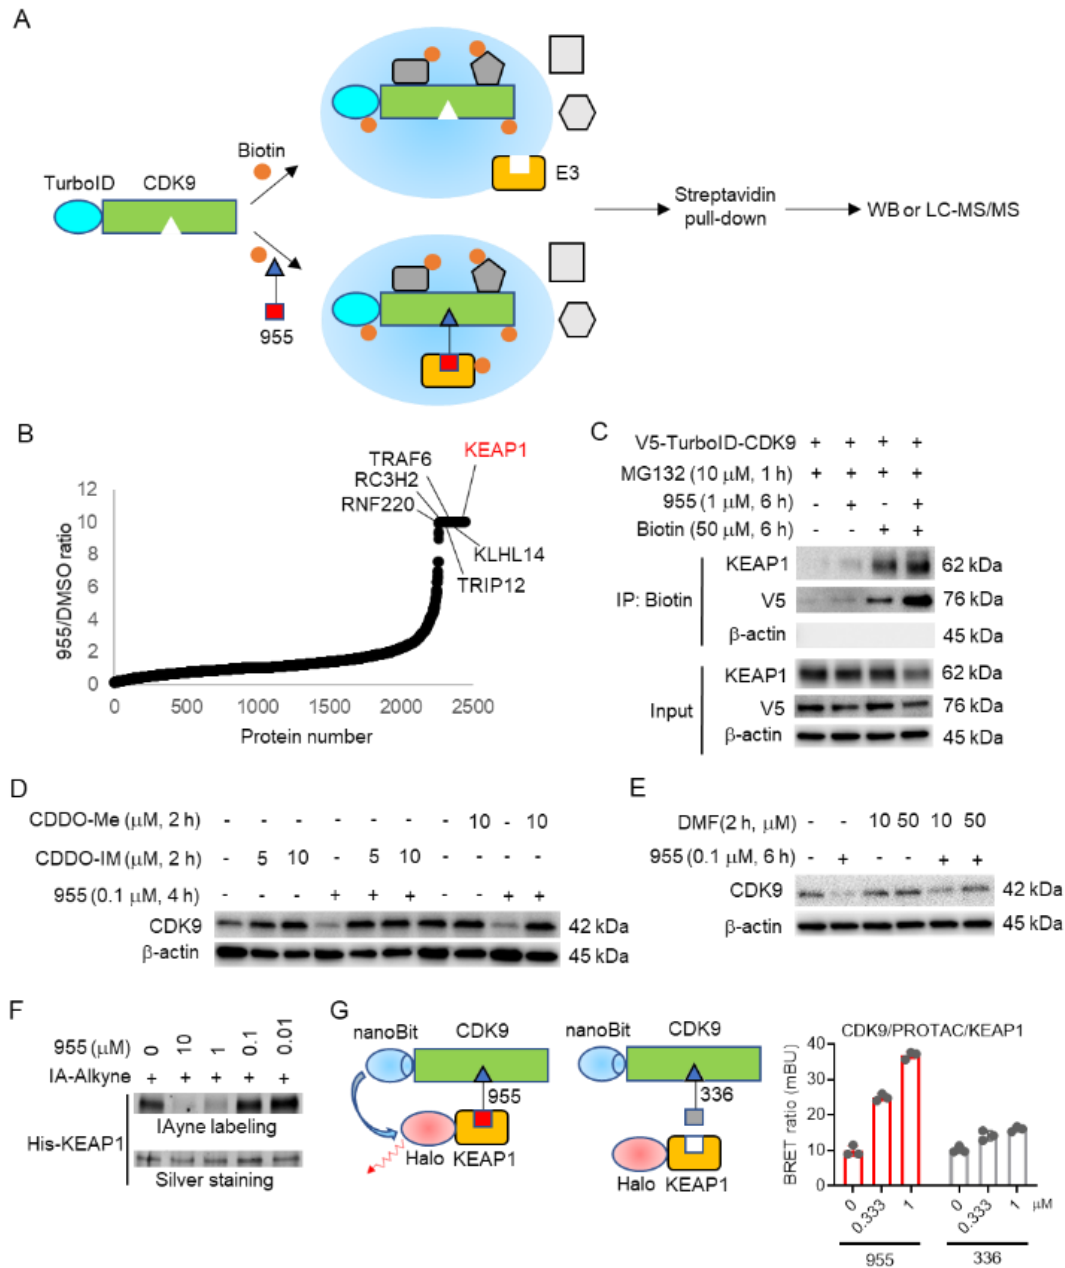 A
Biotin
TurboID CDK9
E3
955
Streptavidin
pull-down
WB or LC-MS/MS
B
955/DMSO ratio
12
10
8
6
4
2
0
0 500 1000 1500 2000 2500
Protein number
KEAP1
TRAF6
RC3H2
RNF220
KLHL14
TRIP12
C
V5-TurboID-CDK9 + + + +
MG132 (10 µM, 1 h) + + + +
955 (1 µM, 6 h) - + - +
Biotin (50 µM, 6 h) - - + +
IP: Biotin
KEAP1 62 kDa
V5 76 kDa
β-actin 45 kDa
Input
KEAP1 62 kDa
V5 76 kDa
β-actin 45 kDa
D
CDDO-Me (µM, 2 h) - - - - - - - 10 - 10
CDDO-IM (µM, 2 h) - 5 10 - 5 10 - - - -
955 (0.1 µM, 4 h) - - - + + + - - + +
CDK9 42 kDa
β-actin 45 kDa
E
DMF(2 h, µM) - - 10 50 10 50
955 (0.1 µM, 6 h) - + - - + +
CDK9 42 kDa
β-actin 45 kDa
F
955 (µM) 0 10 1 0.1 0.01
IA-Alkyne + + + + +
His-KEAP1
IAyne labeling
Silver staining
G
nanoBit CDK9
955
Halo KEAP1
nanoBit CDK9
336
Halo KEAP1
CDK9/PROTAC/KEAP1
BRET ratio (mBU)
40
30
20
10
0
0 0.333 1 0 0.333 1 µM
955 336